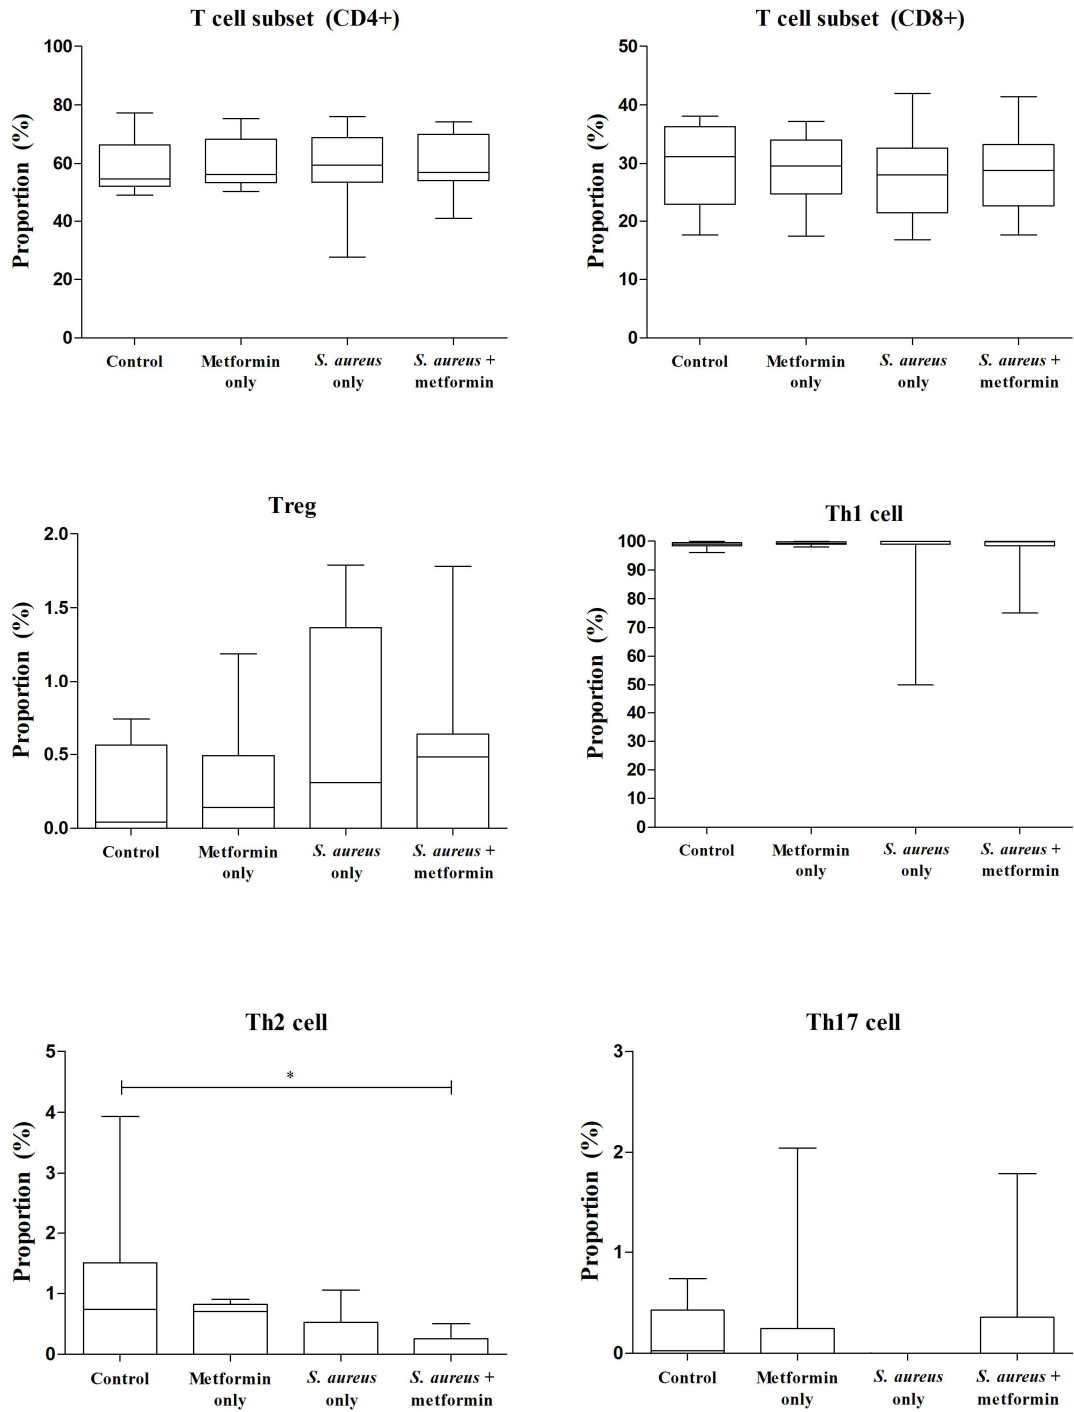 T cell subset (CD4+)
Proportion (%)
100
80
60
40
20
0
Control
Metformin
only
S. aureus
only
S. aureus +
metformin
T cell subset (CD8+)
Proportion (%)
50
40
30
20
10
0
Control
Metformin
only
S. aureus
only
S. aureus +
metformin
Treg
Proportion (%)
2.0
1.5
1.0
0.5
0.0
Control
Metformin
only
S. aureus
only
S. aureus +
metformin
Th1 cell
Proportion (%)
100
90
80
70
60
50
40
30
20
10
0
Control
Metformin
only
S. aureus
only
S. aureus +
metformin
Th2 cell
Proportion (%)
5
4
3
2
1
0
*
Control
Metformin
only
S. aureus
only
S. aureus +
metformin
Th17 cell
Proportion (%)
3
2
1
0
Control
Metformin
only
S. aureus
only
S. aureus +
metformin